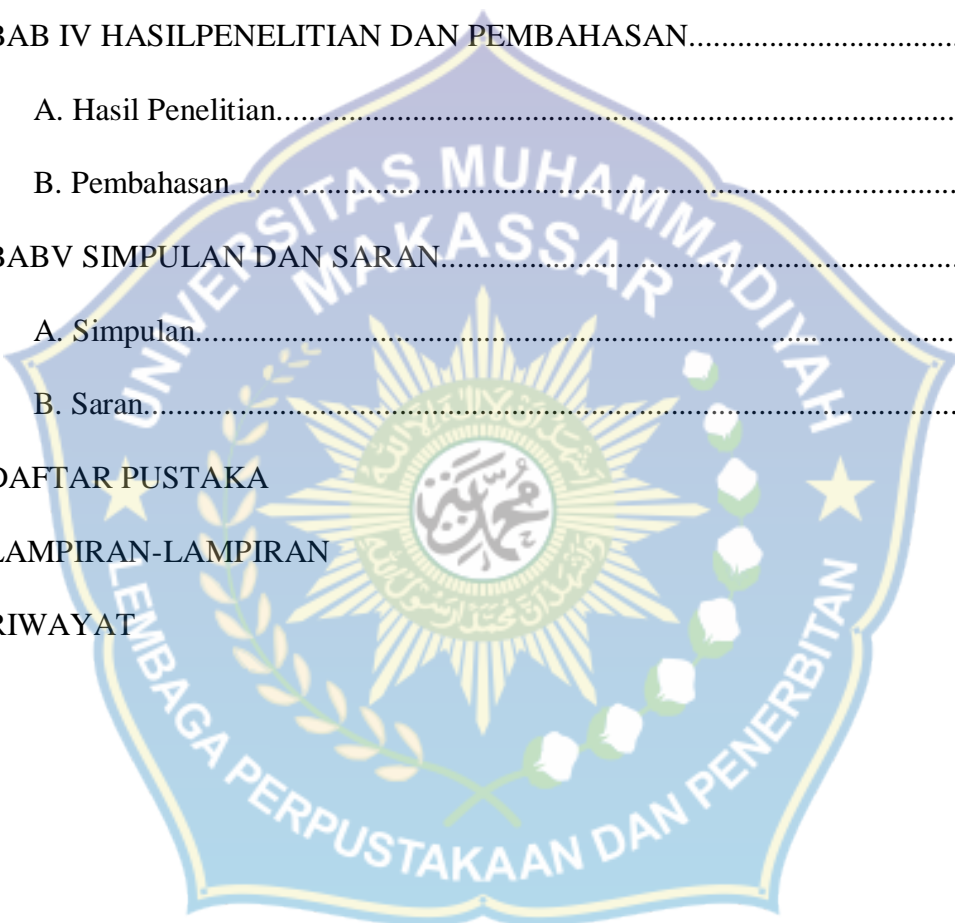 BAB IV HASILPENELITIAN DAN PEMBAHASAN
A. Hasil Penelitian
B. Pembahasan
BABV SIMPULAN DAN SARAN
A. Simpulan
B. Saran
DAFTAR PUSTAKA
LAMPIRAN-LAMPIRAN
RIWAYAT
UNIVERSITAS MUHAMMADIYAH
MAKASSAR
محمدية
LEMBAGA PERPUSTAKAAN DAN PENERBITAN